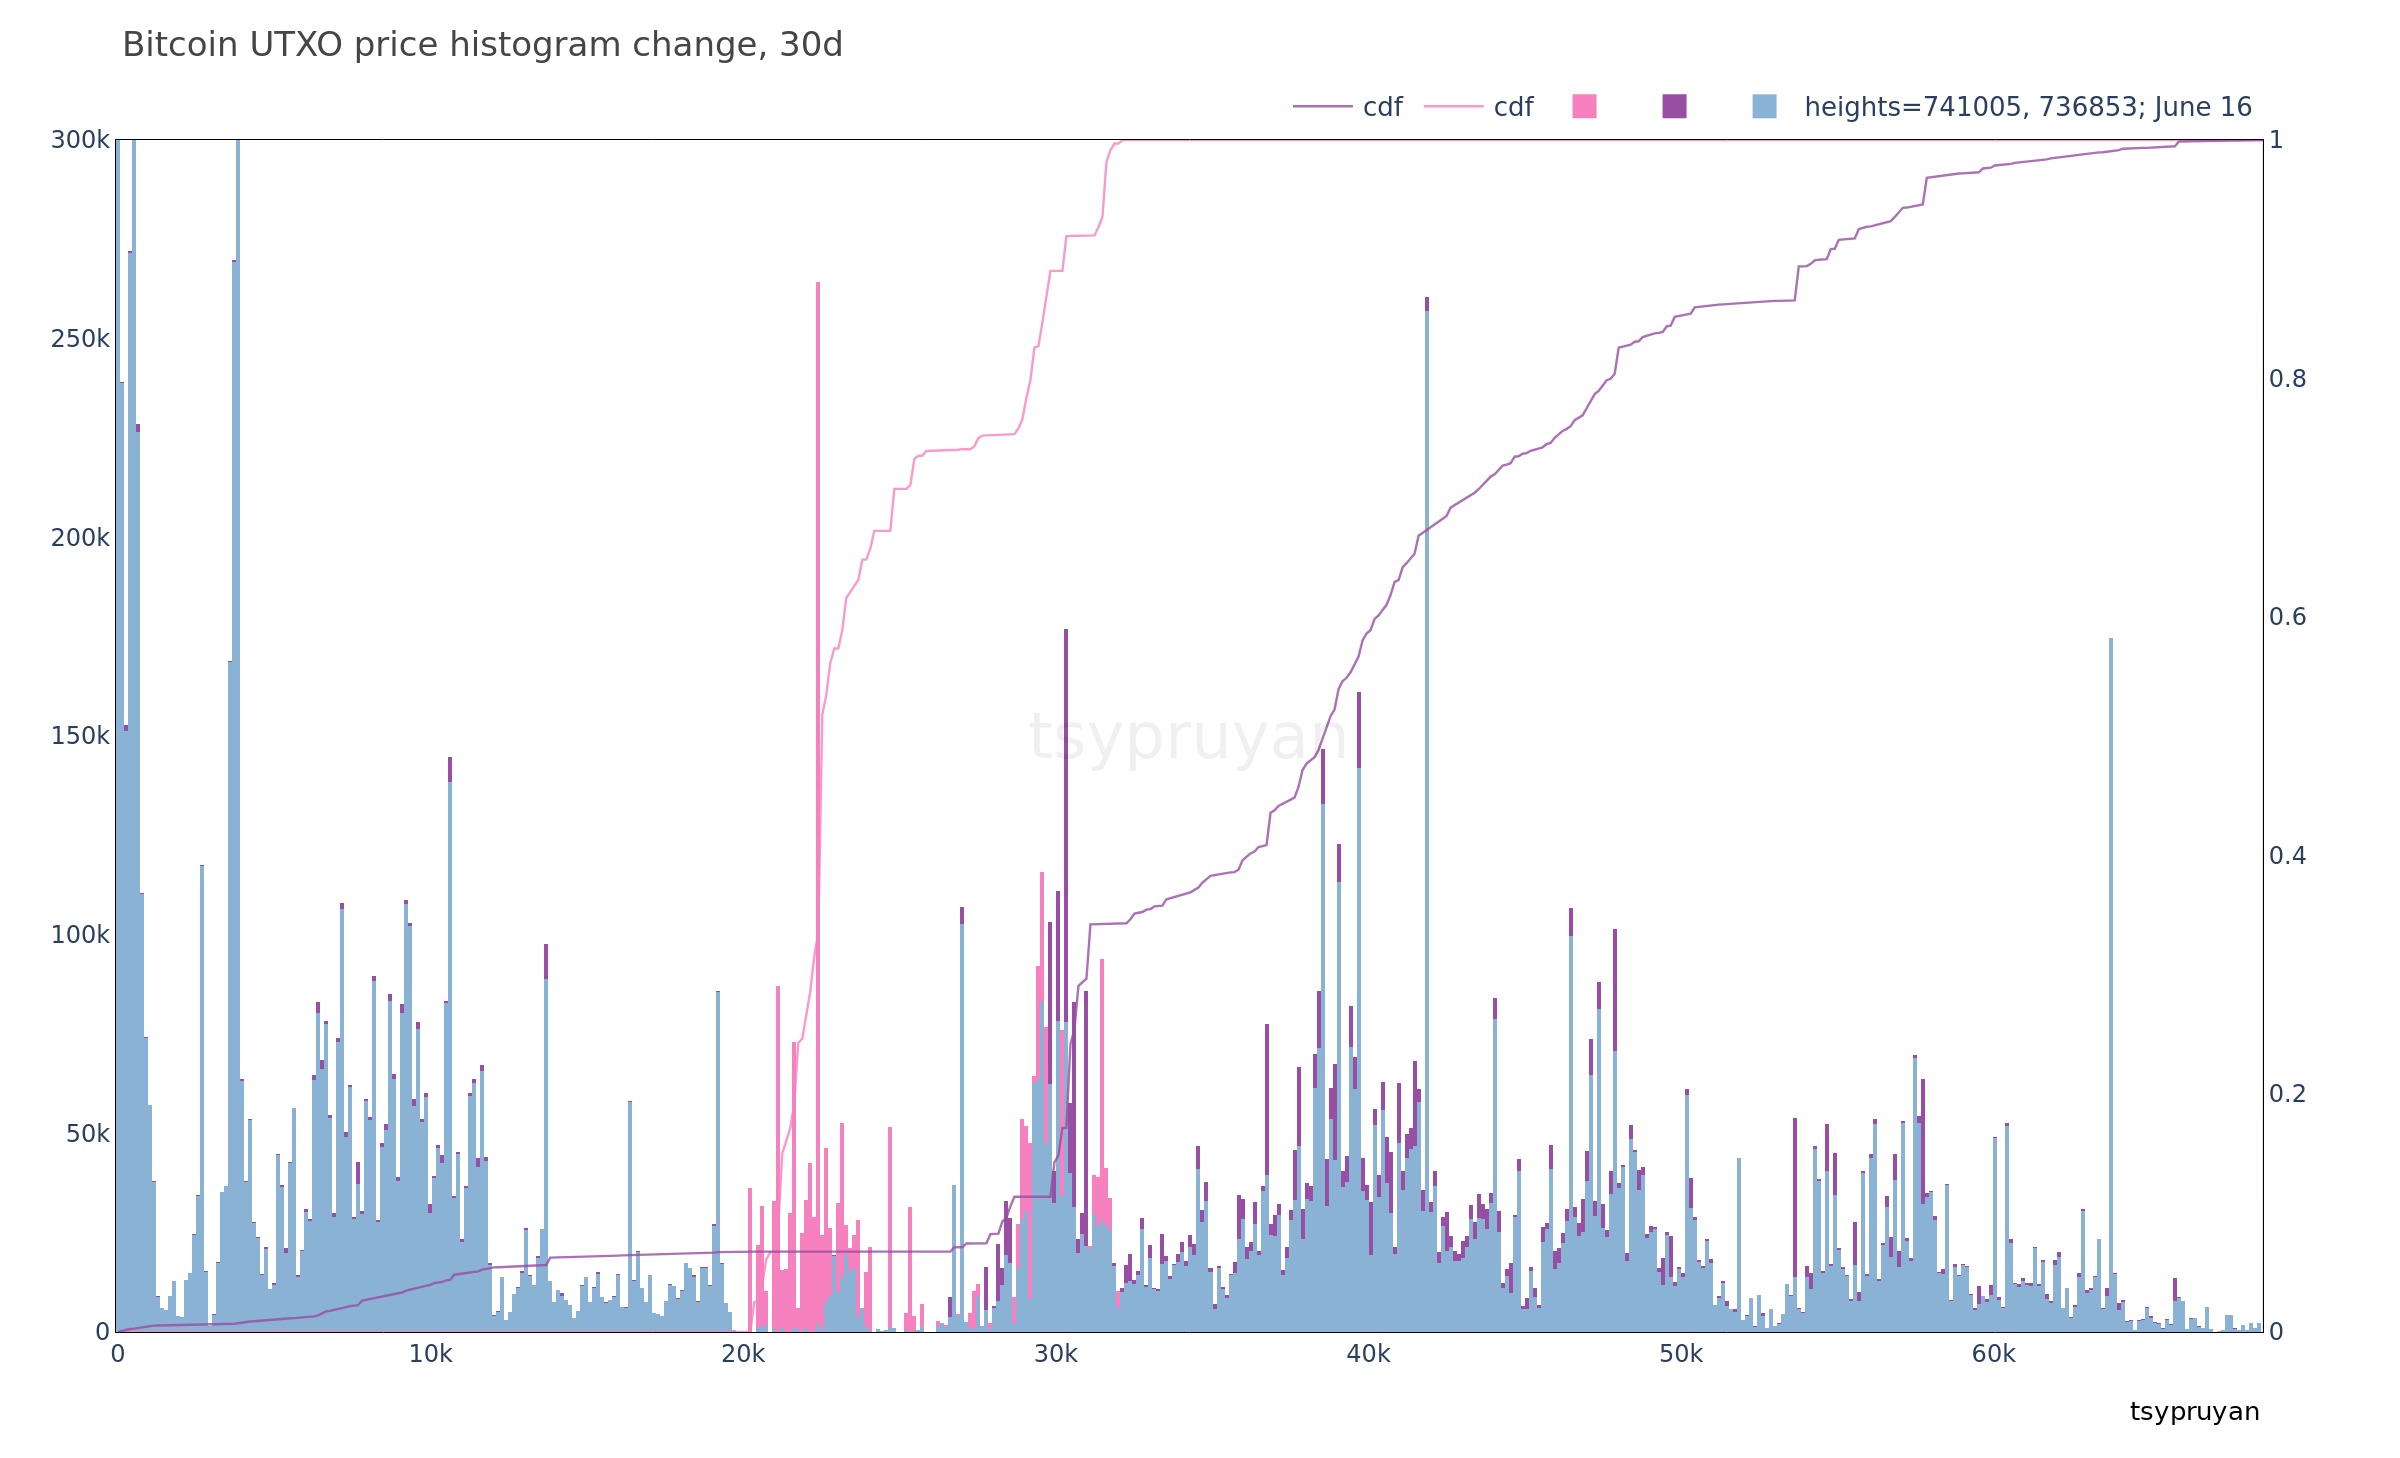 Bitcoin UTXO price histogram change, 30d
cdf cdf heights=741005, 736853; June 16
300k
250k
200k
150k
100k
50k
0
1
0.8
0.6
0.4
0.2
0
tsypruyan
0 10k 20k 30k 40k 50k 60k
tsypruyan